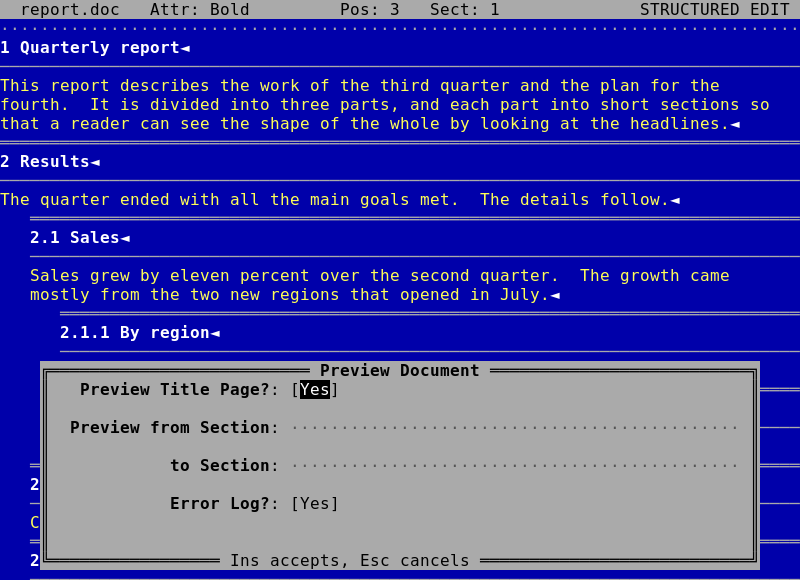 report.doc   Attr: Bold         Pos: 3   Sect: 1              STRUCTURED EDIT
1 Quarterly report◄
This report describes the work of the third quarter and the plan for the
fourth.  It is divided into three parts, and each part into short sections so
that a reader can see the shape of the whole by looking at the headlines.◄
2 Results◄
The quarter ended with all the main goals met.  The details follow.◄
2.1 Sales◄
Sales grew by eleven percent over the second quarter.  The growth came
mostly from the two new regions that opened in July.◄
2.1.1 By region◄
Preview Document
Preview Title Page?: [Yes]
Preview from Section:
to Section:
2
Error Log?: [Yes]
C
2
Ins accepts, Esc cancels